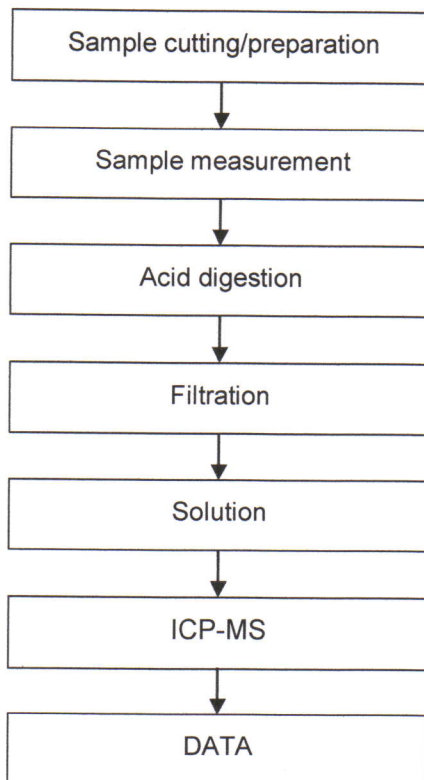 Sample cutting/preparation
Sample measurement
Acid digestion
Filtration
Solution
ICP-MS
DATA